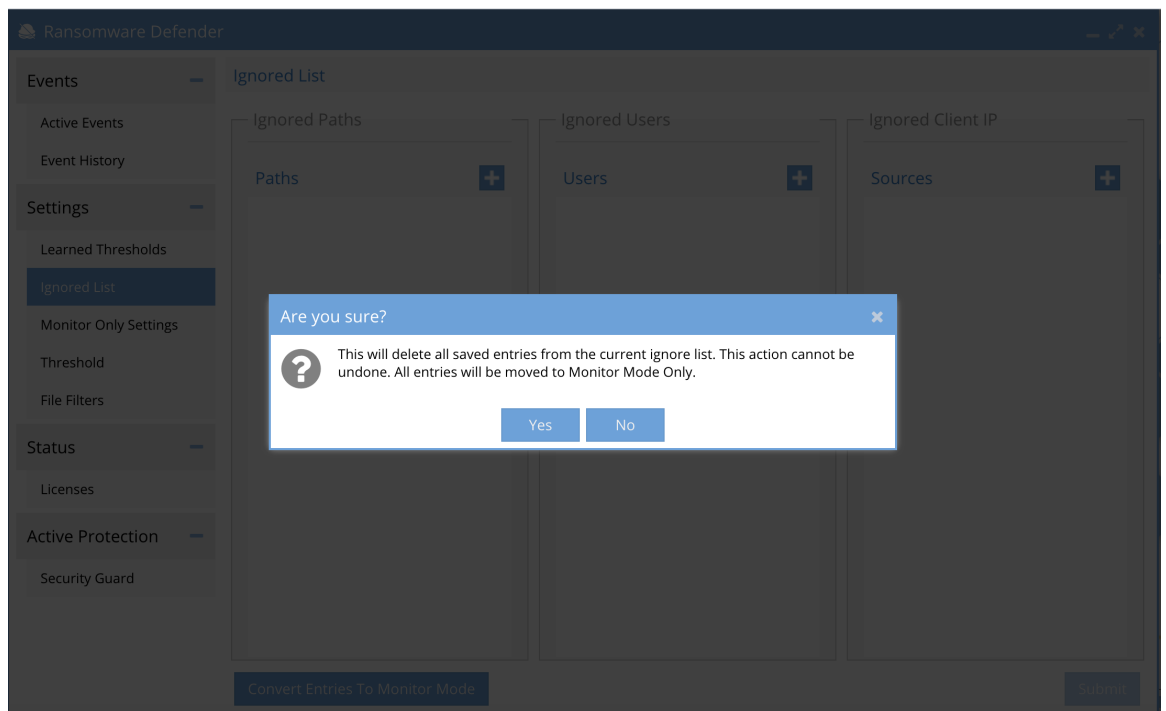 Ransomware Defender
Events
Active Events
Event History
Settings
Learned Thresholds
Ignored List
Monitor Only Settings
Threshold
File Filters
Status
Licenses
Active Protection
Security Guard
Ignored List
Ignored Paths
Paths
Ignored Users
Users
Ignored Client IP
Sources
Are you sure?
This will delete all saved entries from the current ignore list. This action cannot be
undone. All entries will be moved to Monitor Mode Only.
Yes No
Convert Entries To Monitor Mode
Submit